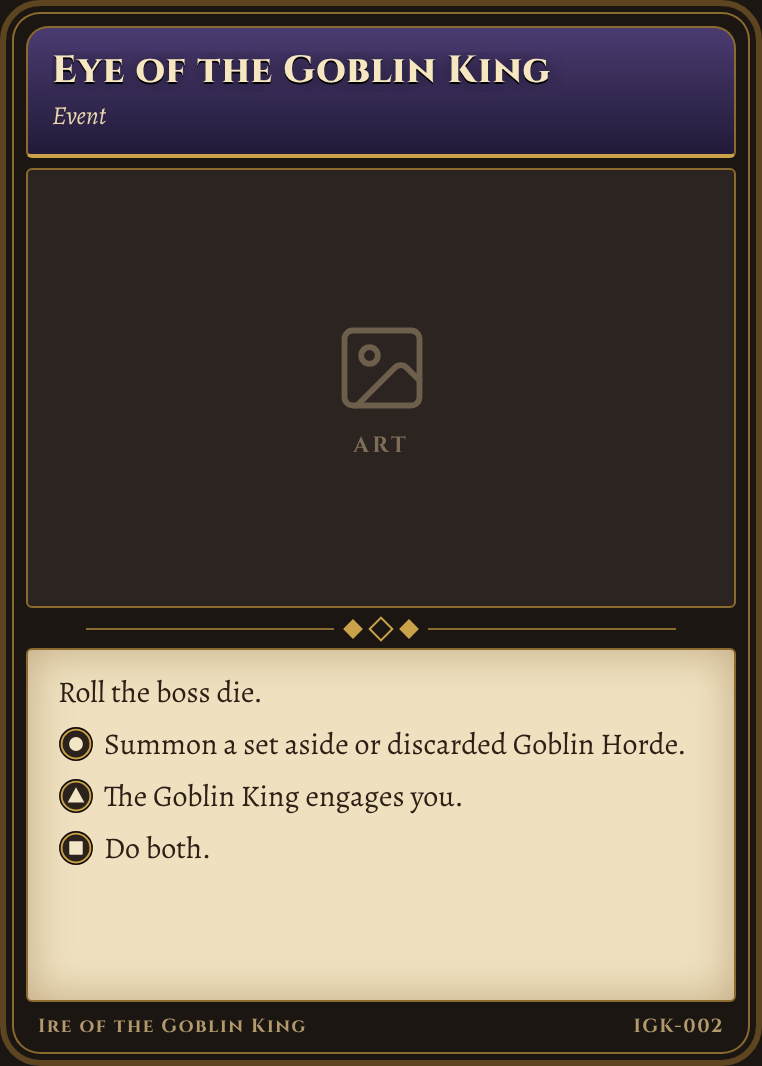 Eye of the Goblin King
Event
ART
Roll the boss die.
Summon a set aside or discarded Goblin Horde.
The Goblin King engages you.
Do both.
Ire of the Goblin King
IGK-002